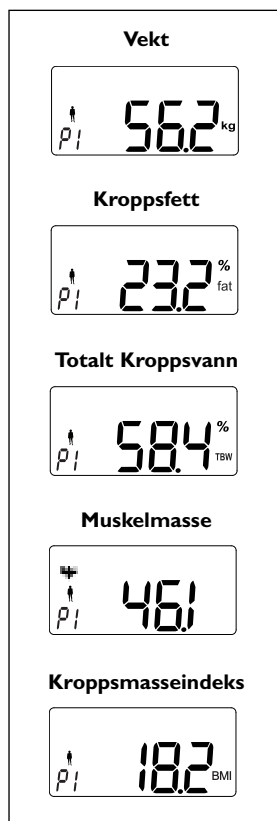 Vekt
P1 56.2 kg
Kroppsfett
P1 23.2 % fat
Totalt Kroppsvann
P1 58.4 % TBW
Muskelmasse
P1 46.1
Kroppsmasseindeks
P1 18.2 BMI